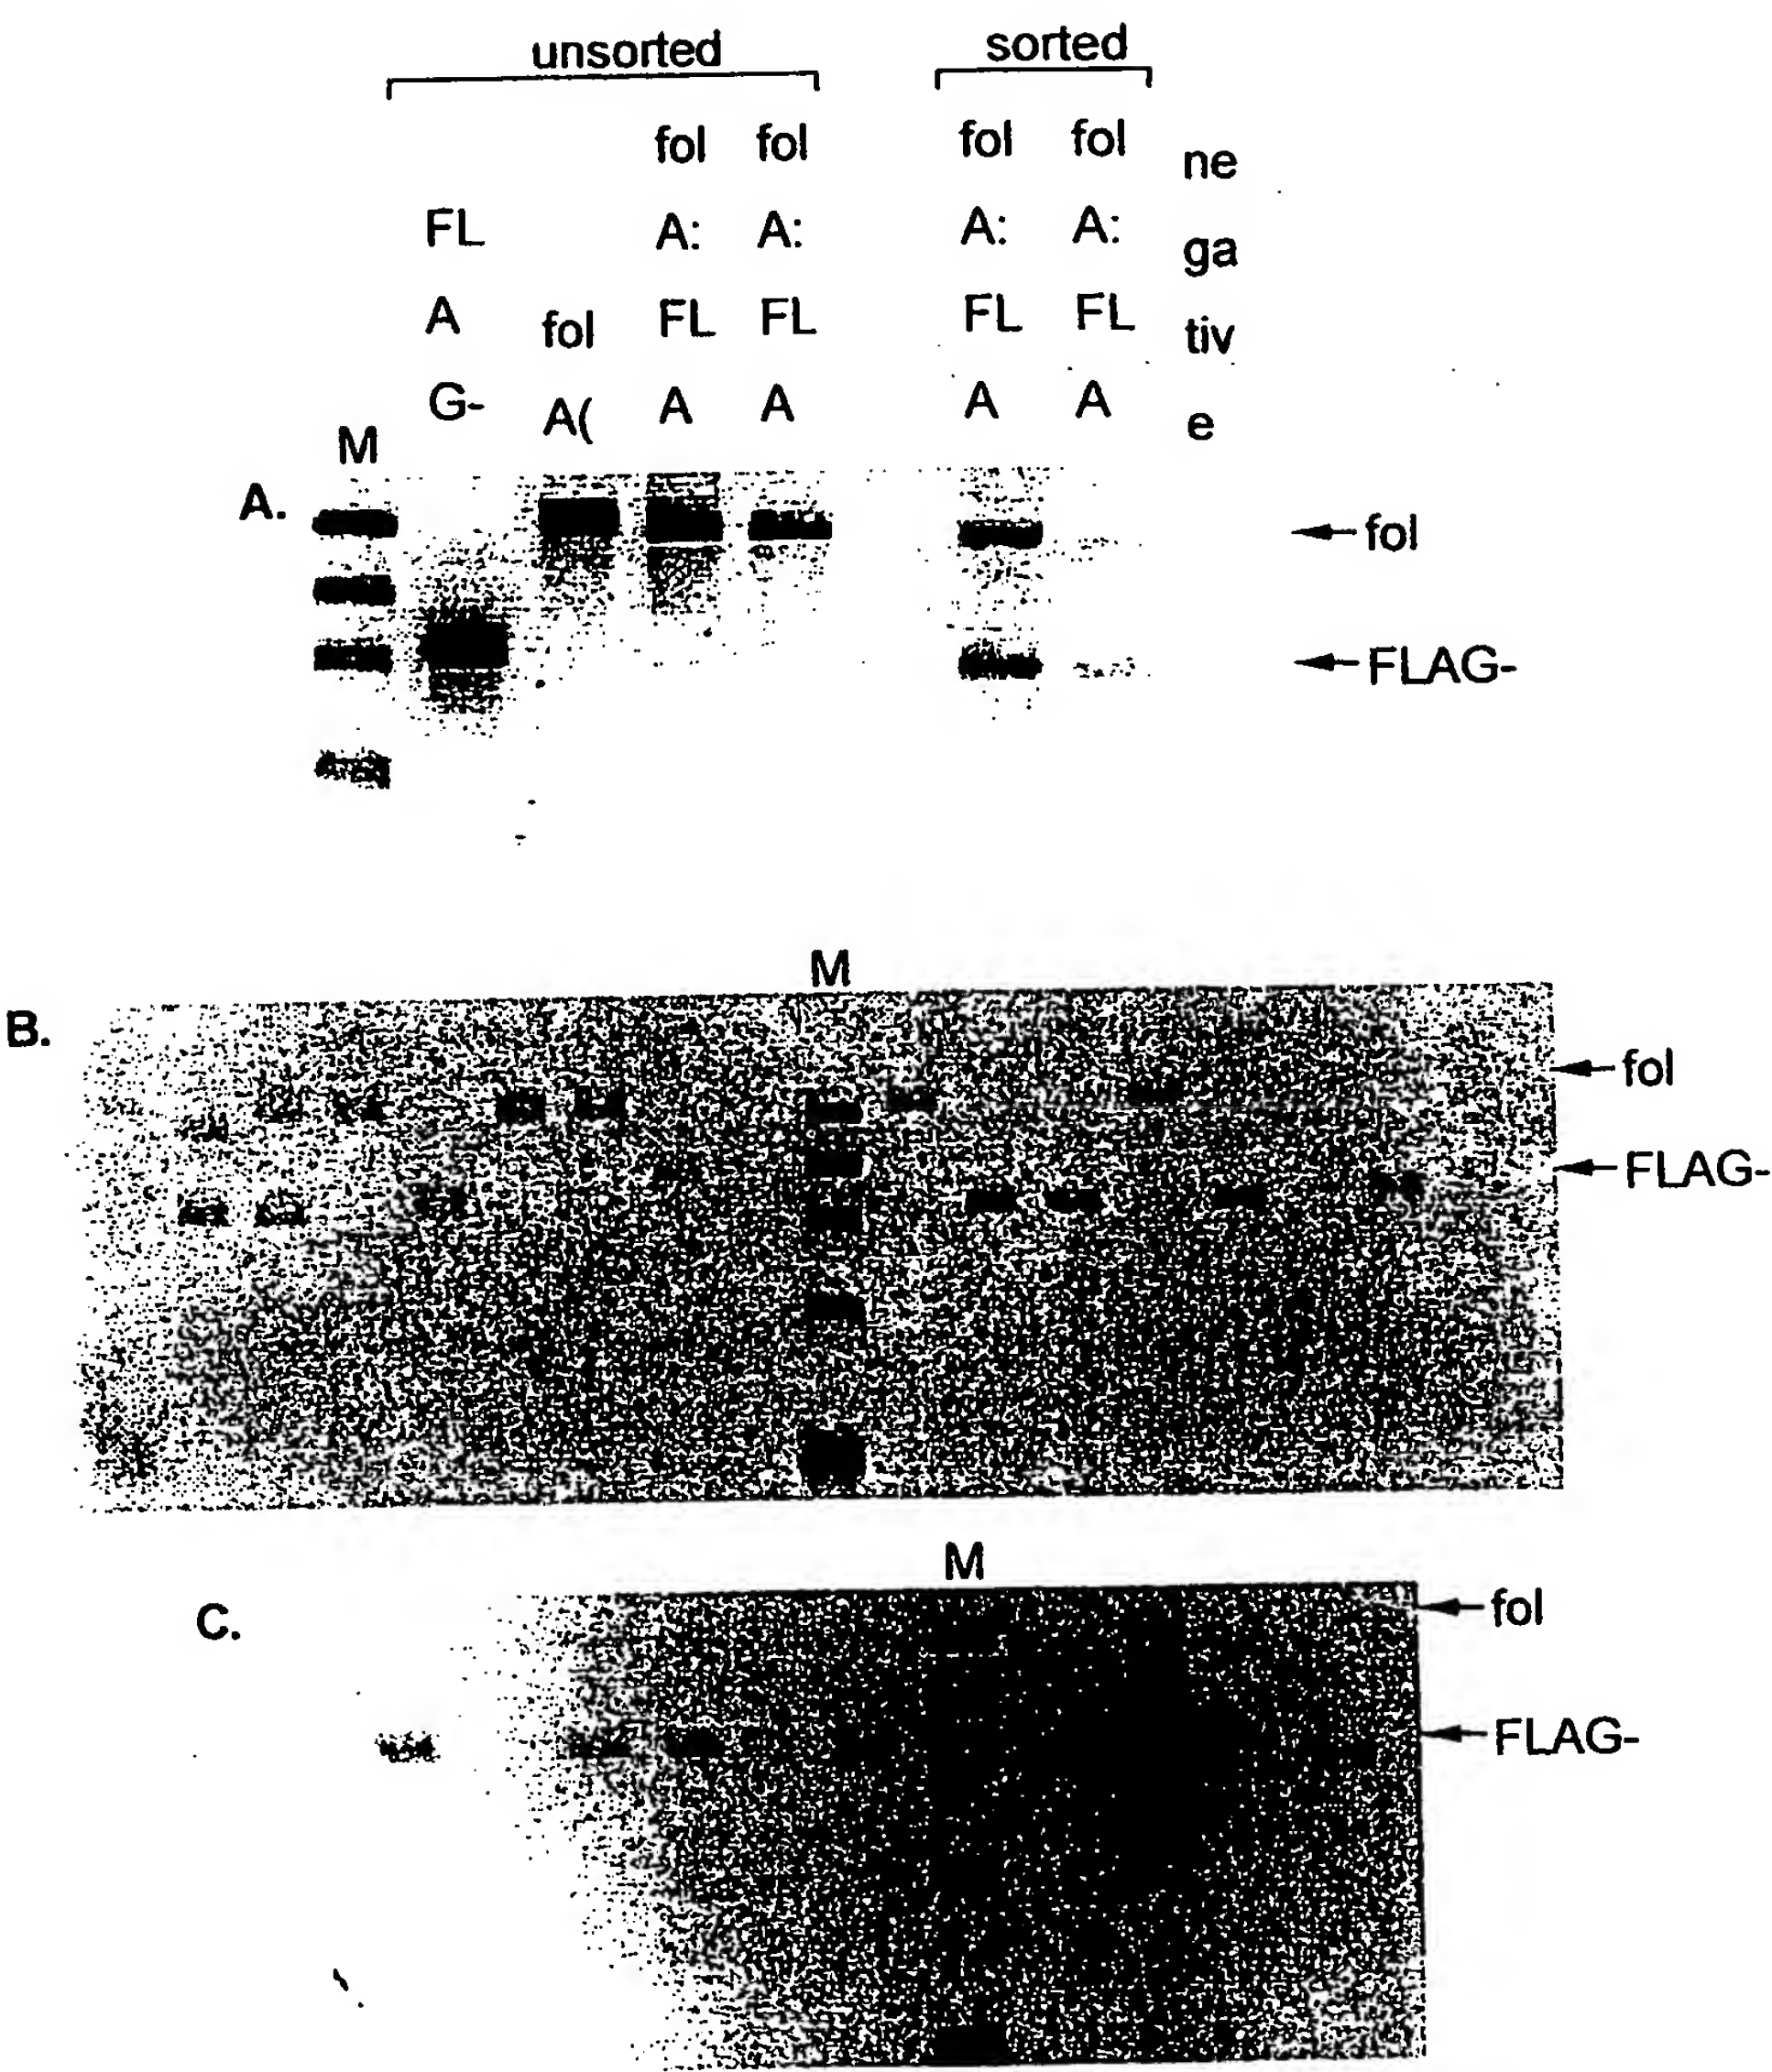 unsorted sorted
fol fol fol fol ne
FL A: A: A: A: ga
A fol FL FL FL FL tiv
G- A( A A A A e
M
A.
fol
FLAG-
M
B.
fol
FLAG-
M
C.
fol
FLAG-